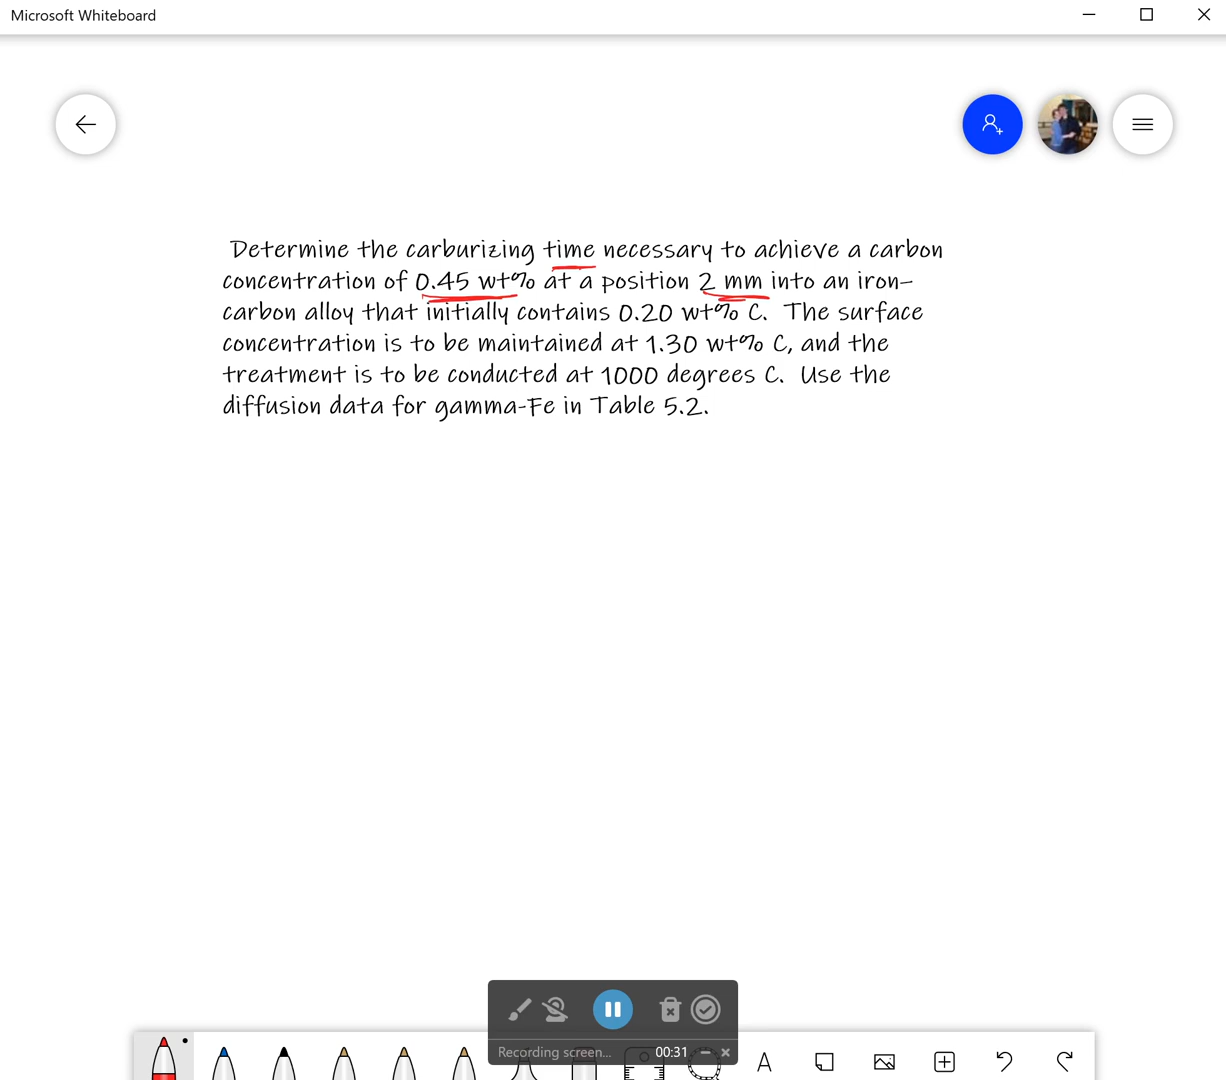 Microsoft Whiteboard
Determine the carburizing time necessary to achieve a carbon
concentration of 0.45 wt% at a position 2 mm into an iron-
carbon alloy that initially contains 0.20 wt% C.  The surface
concentration is to be maintained at 1.30 wt% C, and the
treatment is to be conducted at 1000 degrees C.  Use the
diffusion data for gamma-Fe in Table 5.2.
Recording screen... 00:31
A